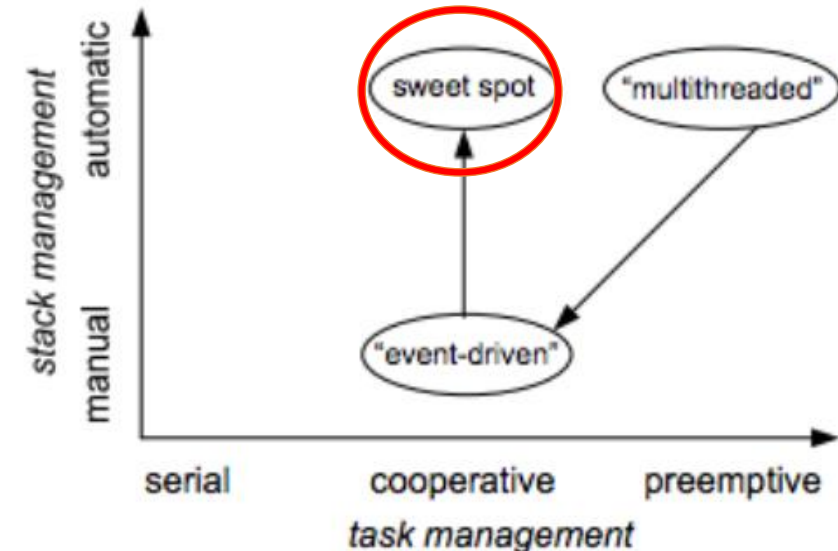 stack management
automatic
manual
sweet spot
"multithreaded"
"event-driven"
serial
cooperative
preemptive
task management